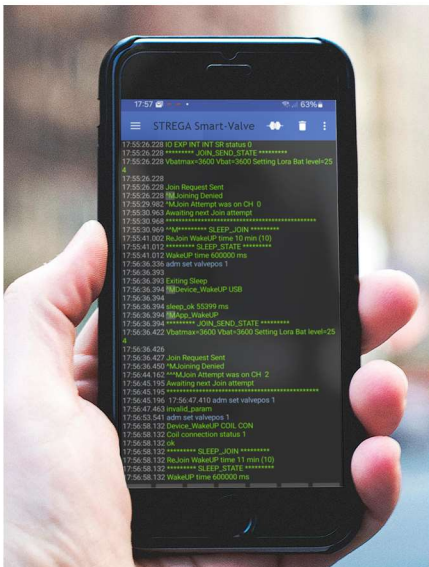 17:57
63%
STREGA Smart-Valve
17:55:26.228 IO EXP INT INT SR status 0
17:55:26.228 ********* JOIN_SEND_STATE *********
17:55:26.228 Vbatmax=3600 Vbat=3600 Setting Lora Bat level=25
4
17:55:26.228
17:55:26.228 Join Request Sent
17:55:26.228 ^MJoining Denied
17:55:29.982 ^MJoin Attempt was on CH  0
17:55:30.963 Awaiting next Join attempt
17:55:30.968 ****************************************
17:55:30.969 ^^M********* SLEEP_JOIN *********
17:55:41.002 ReJoin WakeUP time 10 min (10)
17:55:41.012 ********* SLEEP_STATE *********
17:55:41.012 WakeUP time 600000 ms
17:56:36.336 adm set valvepos 1
17:56:36.393
17:56:36.393 Exiting Sleep
17:56:36.394 ^MDevice_WakeUP USB
17:56:36.394
17:56:36.394 sleep_ok 55399 ms
17:56:36.394 ^MApp_WakeUP
17:56:36.394 ********* JOIN_SEND_STATE *********
17:56:36.422 Vbatmax=3600 Vbat=3600 Setting Lora Bat level=25
4
17:56:36.426
17:56:36.427 Join Request Sent
17:56:36.450 ^MJoining Denied
17:56:44.162 ^^^MJoin Attempt was on CH  2
17:56:45.195 Awaiting next Join attempt
17:56:45.195 ****************************************
17:56:45.196  17:56:47.410 adm set valvepos 1
17:56:47.463 invalid_param
17:56:53.541 adm set valvepos 1
17:56:58.132 Device_WakeUP COIL CON
17:56:58.132 Coil connection status 1
17:56:58.132 ok
17:56:58.132 ********* SLEEP_JOIN *********
17:56:58.132 ReJoin WakeUP time 11 min (10)
17:56:58.132 ********* SLEEP_STATE *********
17:56:58.132 WakeUP time 600000 ms